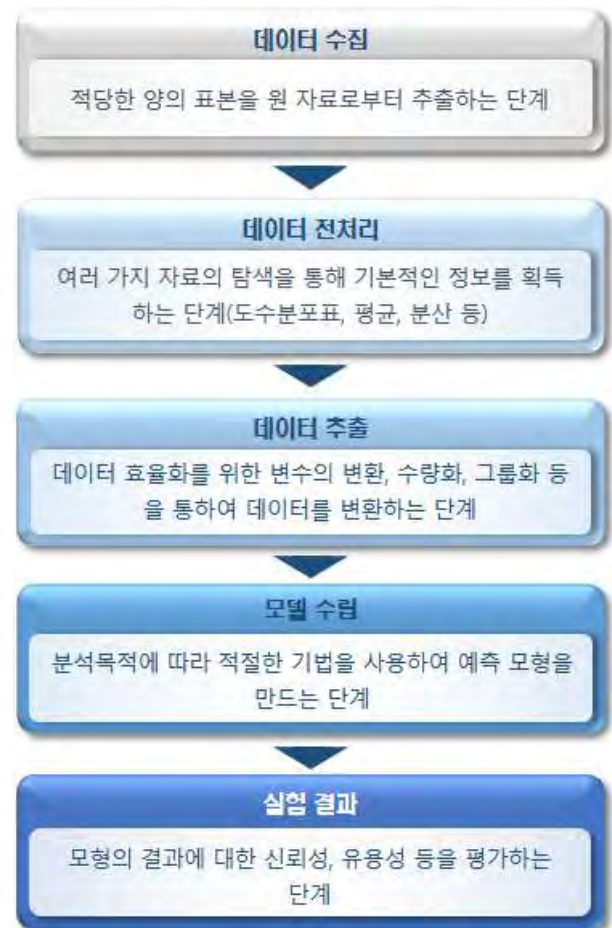 데이터 수집
적당한 양의 표본을 원 자료로부터 추출하는 단계
데이터 전처리
여러 가지 자료의 탐색을 통해 기본적인 정보를 획득
하는 단계(도수분포표, 평균, 분산 등)
데이터 추출
데이터 효율화를 위한 변수의 변환, 수량화, 그룹화 등
을 통하여 데이터를 변환하는 단계
모델 수립
분석목적에 따라 적절한 기법을 사용하여 예측 모형을
만드는 단계
실험 결과
모형의 결과에 대한 신뢰성, 유용성 등을 평가하는
단계